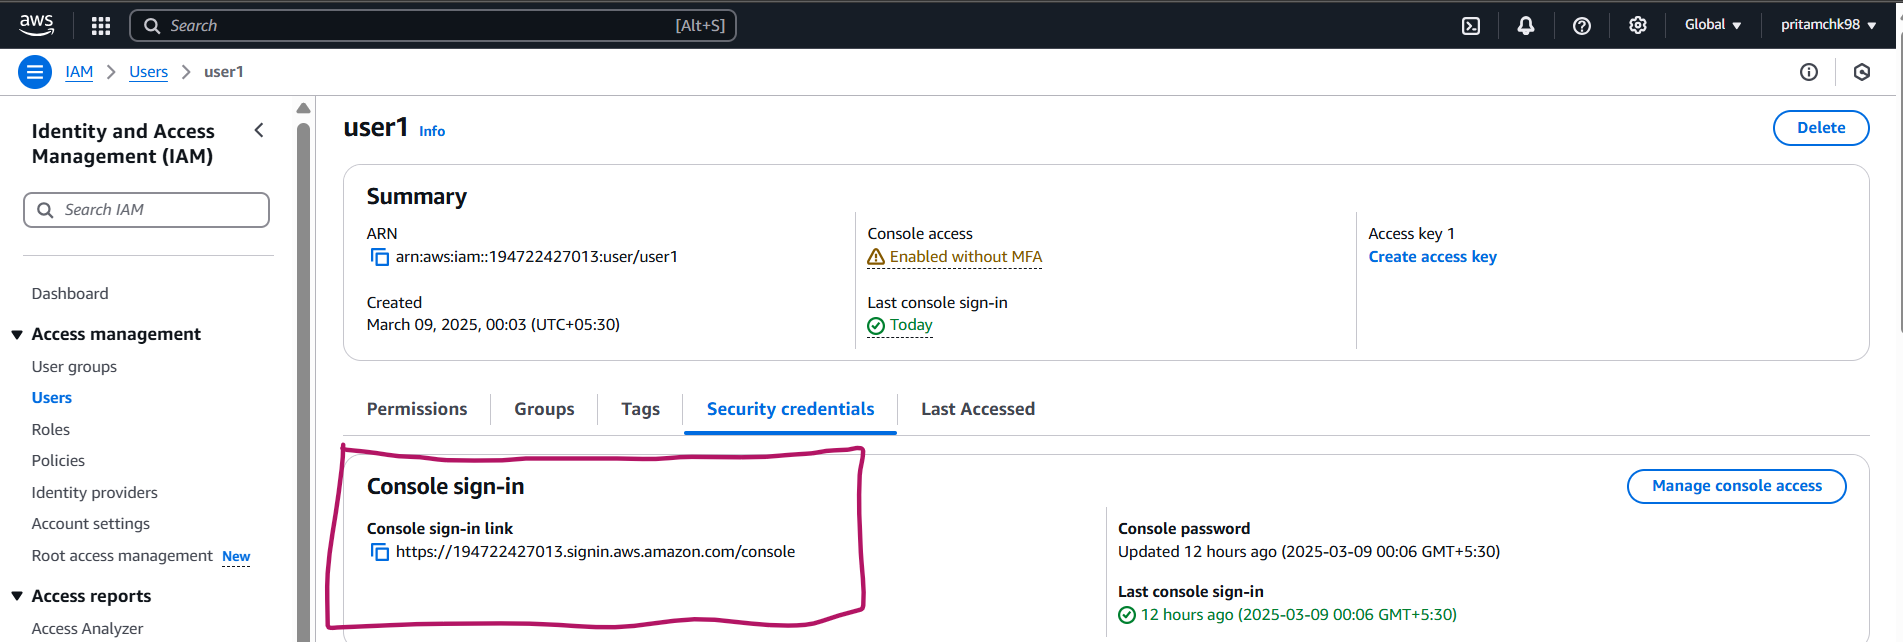 aws
Search [Alt+S]
Global
pritamchk98
IAM Users user1
Identity and Access
Management (IAM)
Search IAM
Dashboard
Access management
User groups
Users
Roles
Policies
Identity providers
Account settings
Root access management New
Access reports
Access Analyzer
user1 Info
Delete
Summary
ARN
arn:aws:iam::194722427013:user/user1
Created
March 09, 2025, 00:03 (UTC+05:30)
Console access
Enabled without MFA
Last console sign-in
Today
Access key 1
Create access key
Permissions Groups Tags Security credentials Last Accessed
Console sign-in
Manage console access
Console sign-in link
https://194722427013.signin.aws.amazon.com/console
Console password
Updated 12 hours ago (2025-03-09 00:06 GMT+5:30)
Last console sign-in
12 hours ago (2025-03-09 00:06 GMT+5:30)